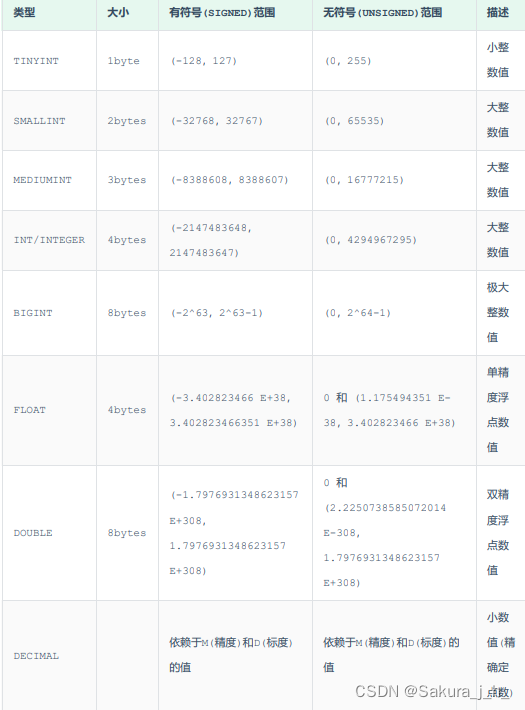 类型 大小 有符号(SIGNED)范围 无符号(UNSIGNED)范围 描述
TINYINT 1byte (-128, 127) (0, 255) 小整数值
SMALLINT 2bytes (-32768, 32767) (0, 65535) 大整数值
MEDIUMINT 3bytes (-8388608, 8388607) (0, 16777215) 大整数值
INT/INTEGER 4bytes (-2147483648, 2147483647) (0, 4294967295) 大整数值
BIGINT 8bytes (-2^63, 2^63-1) (0, 2^64-1) 极大整数值
FLOAT 4bytes (-3.402823466 E+38, 3.402823466351 E+38) 0 和 (1.175494351 E-38, 3.402823466 E+38) 单精度浮点数值
DOUBLE 8bytes (-1.7976931348623157 E+308, 1.7976931348623157 E+308) 0 和 (2.2250738585072014 E-308, 1.7976931348623157 E+308) 双精度浮点数值
DECIMAL 依赖于M(精度)和D(标度)的值 依赖于M(精度)和D(标度)的值 小数值(精确定点数)